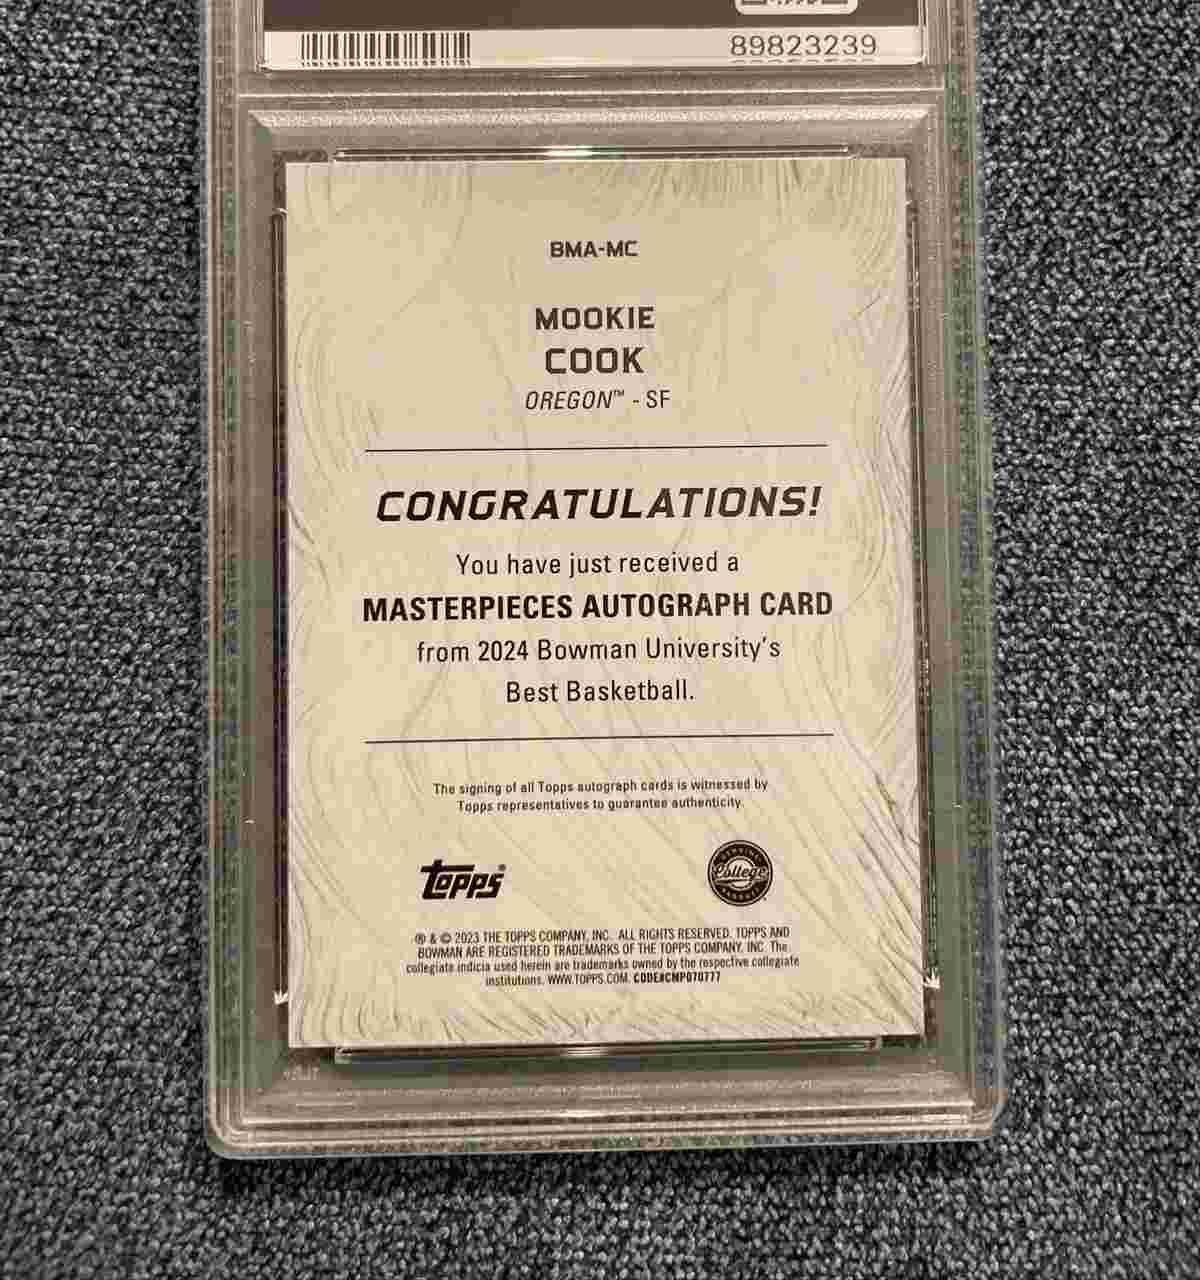 89823239
BMA-MC
MOOKIE
COOK
OREGON™ - SF
CONGRATULATIONS!
You have just received a
MASTERPIECES AUTOGRAPH CARD
from 2024 Bowman University's
Best Basketball.
The signing of all Topps autograph cards is witnessed by
Topps representatives to guarantee authenticity.
topps®
College
® & © 2023 THE TOPPS COMPANY, INC. ALL RIGHTS RESERVED. TOPPS AND
BOWMAN ARE REGISTERED TRADEMARKS OF THE TOPPS COMPANY, INC. The
collegiate indicia used herein are trademarks owned by the respective collegiate
institutions. WWW.TOPPS.COM. CODE#CMP070777